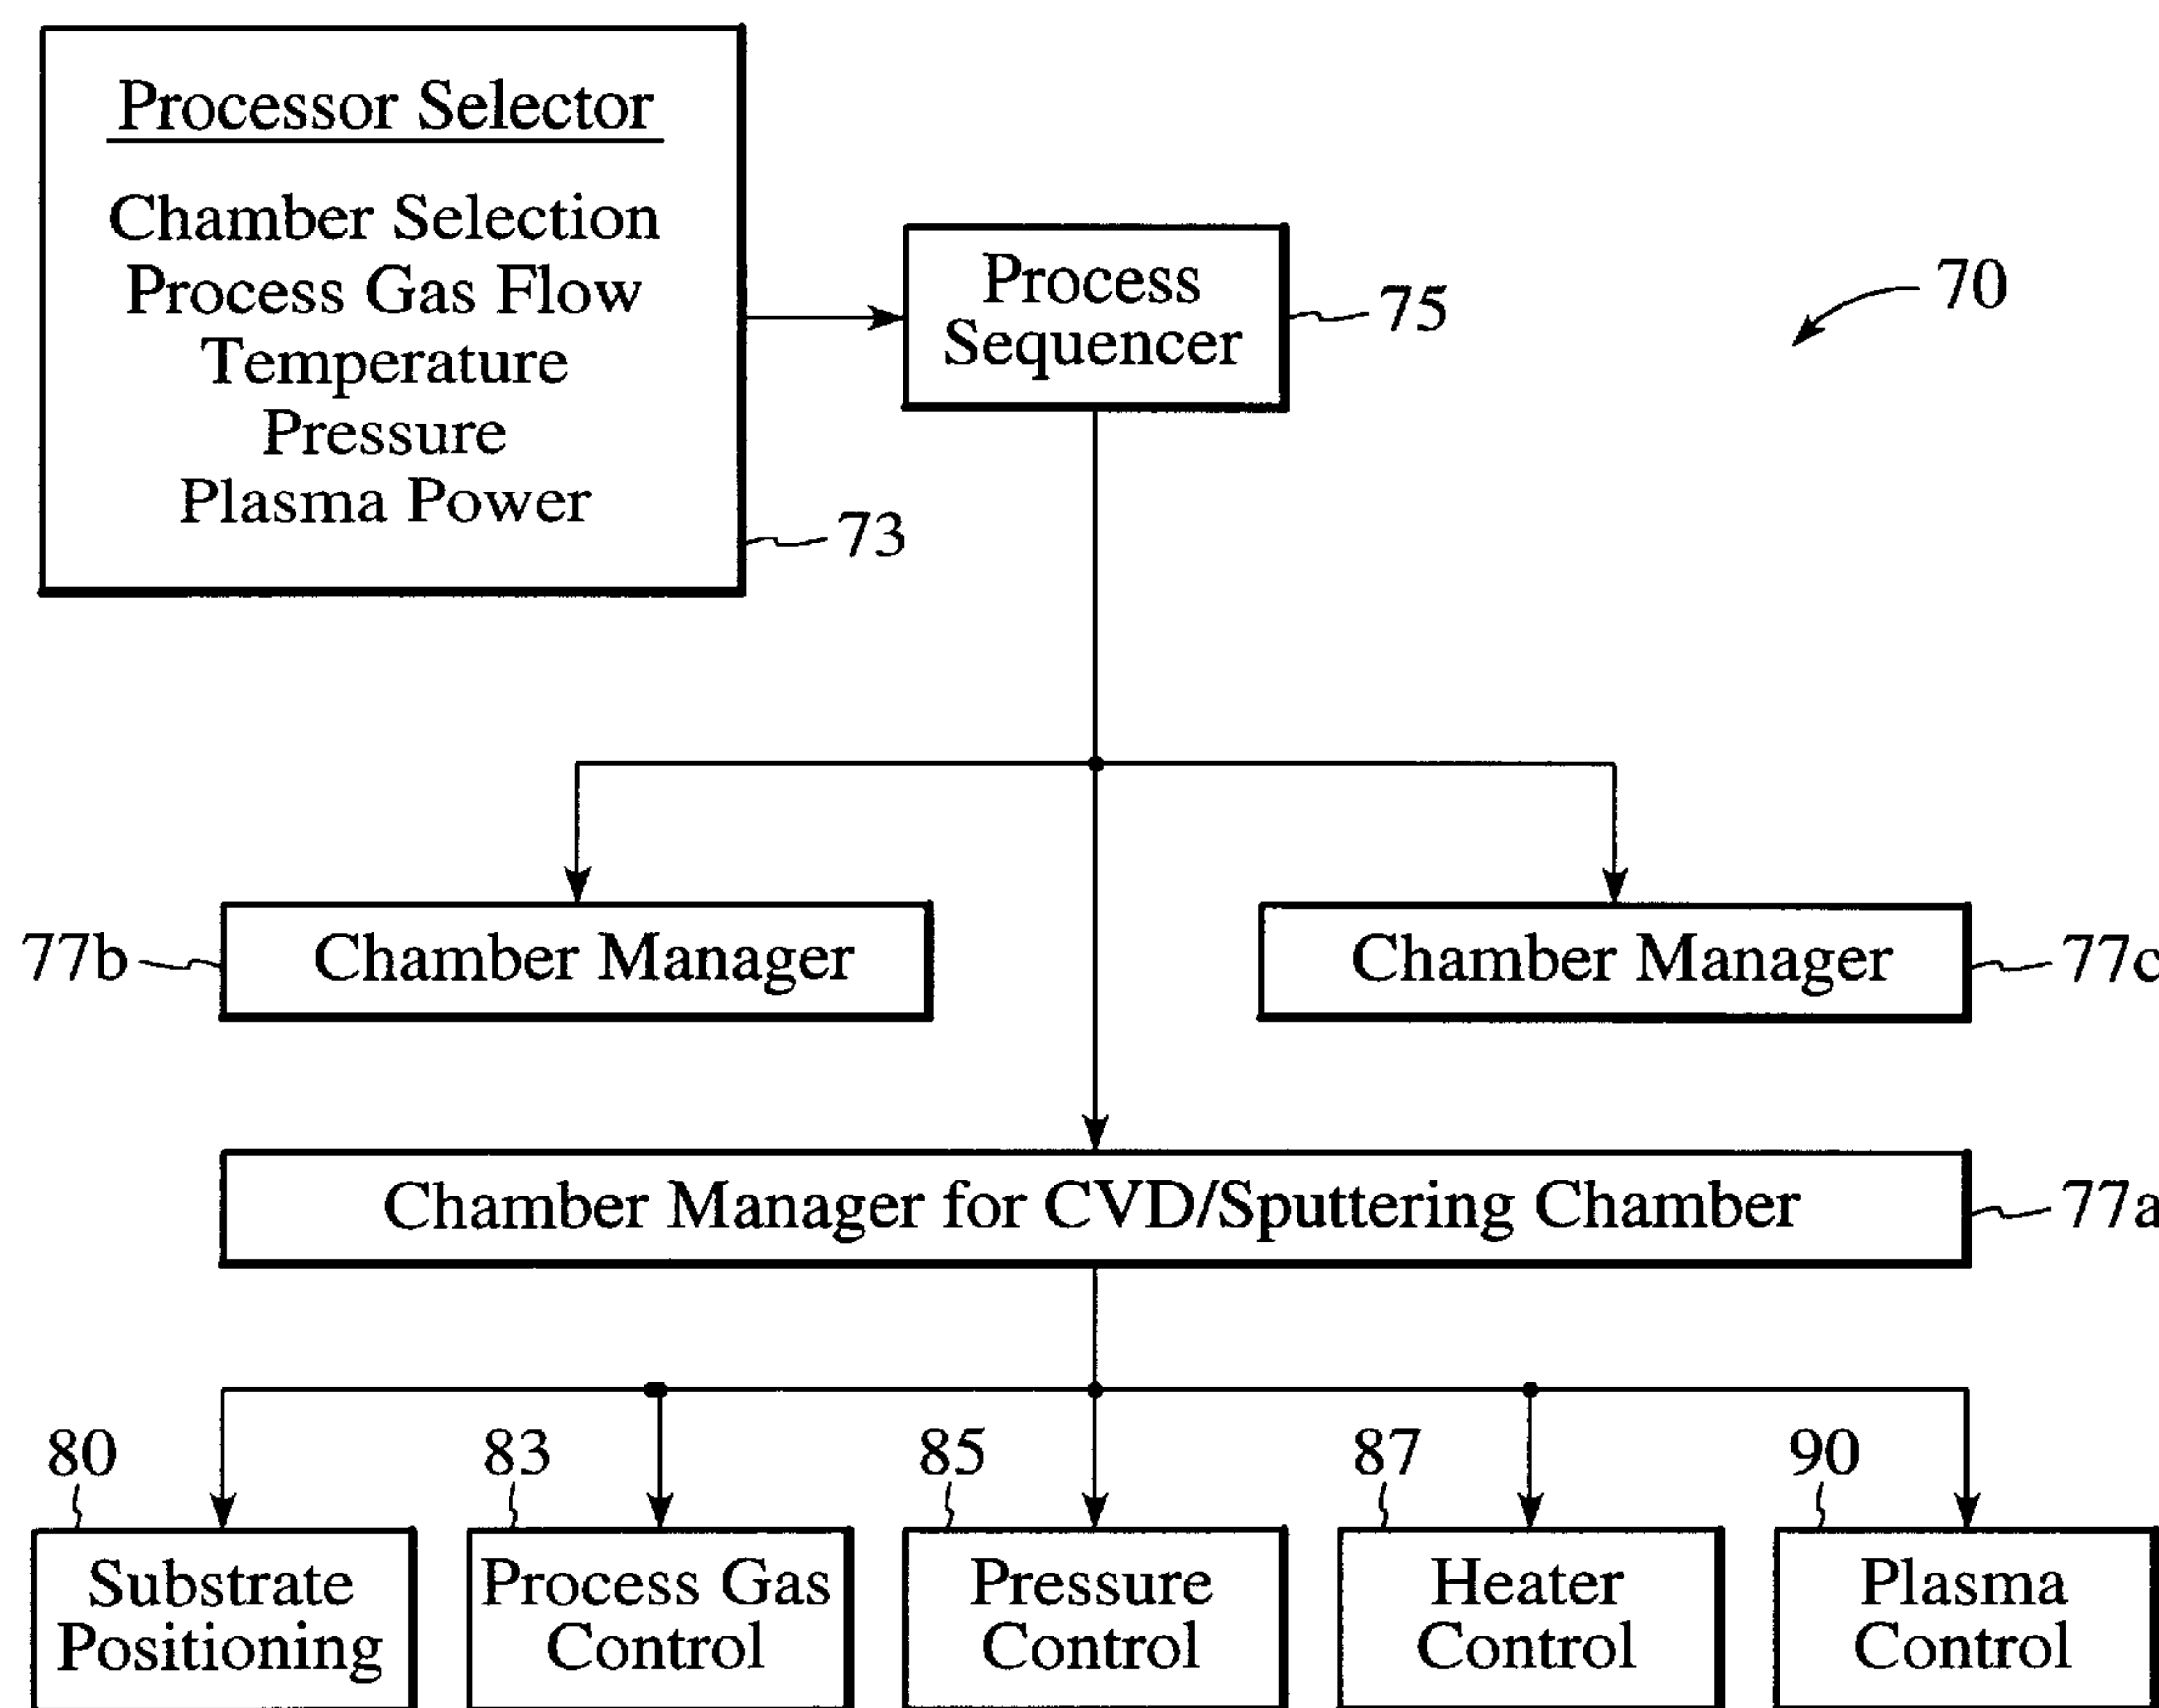 Processor Selector
Chamber Selection
Process Gas Flow
Temperature
Pressure
Plasma Power
73
Process
Sequencer
75
70
77b
Chamber Manager
Chamber Manager
77c
Chamber Manager for CVD/Sputtering Chamber
77a
80
83
85
87
90
Substrate
Positioning
Process Gas
Control
Pressure
Control
Heater
Control
Plasma
Control